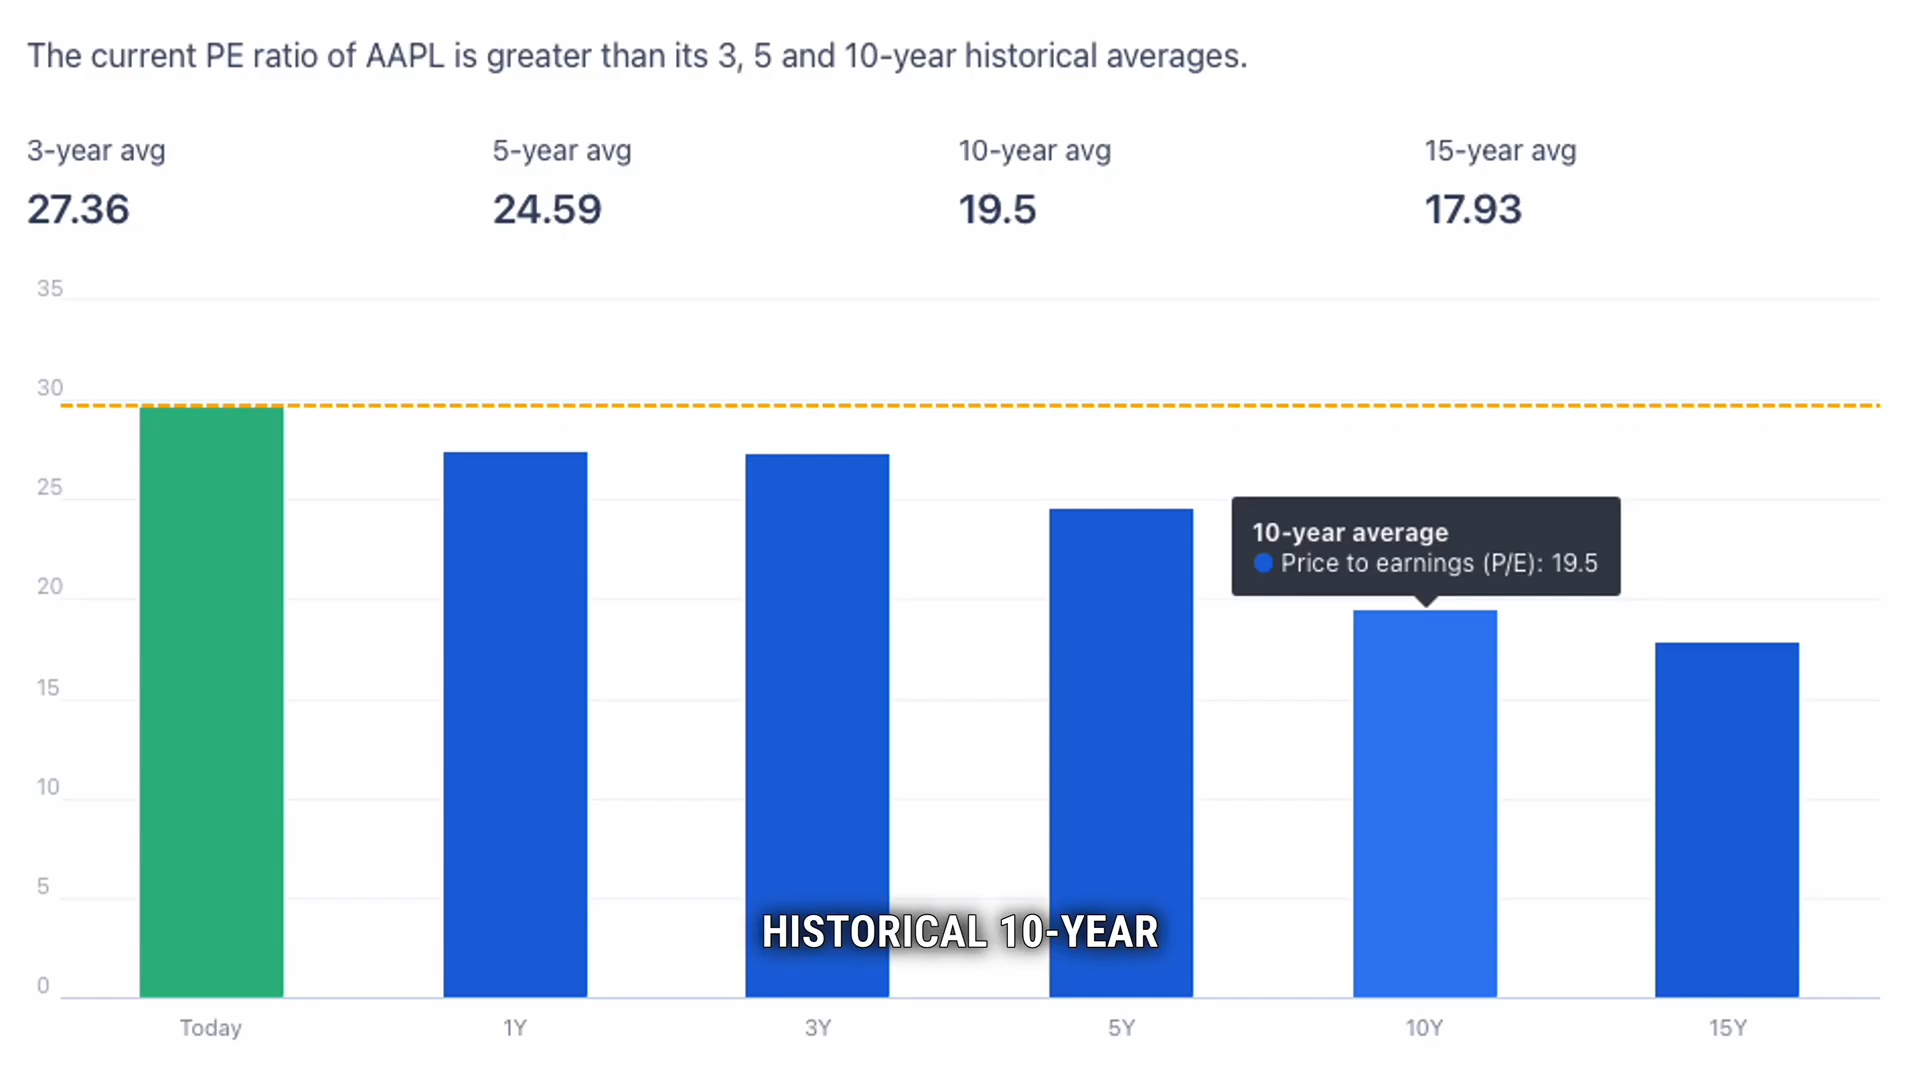 The current PE ratio of AAPL is greater than its 3, 5 and 10-year historical averages.
3-year avg
5-year avg
10-year avg
15-year avg
27.36
24.59
19.5
17.93
35
30
25
20
15
10
5
0
10-year average
Price to earnings (P/E): 19.5
HISTORICAL 10-YEAR
Today
1Y
3Y
5Y
10Y
15Y